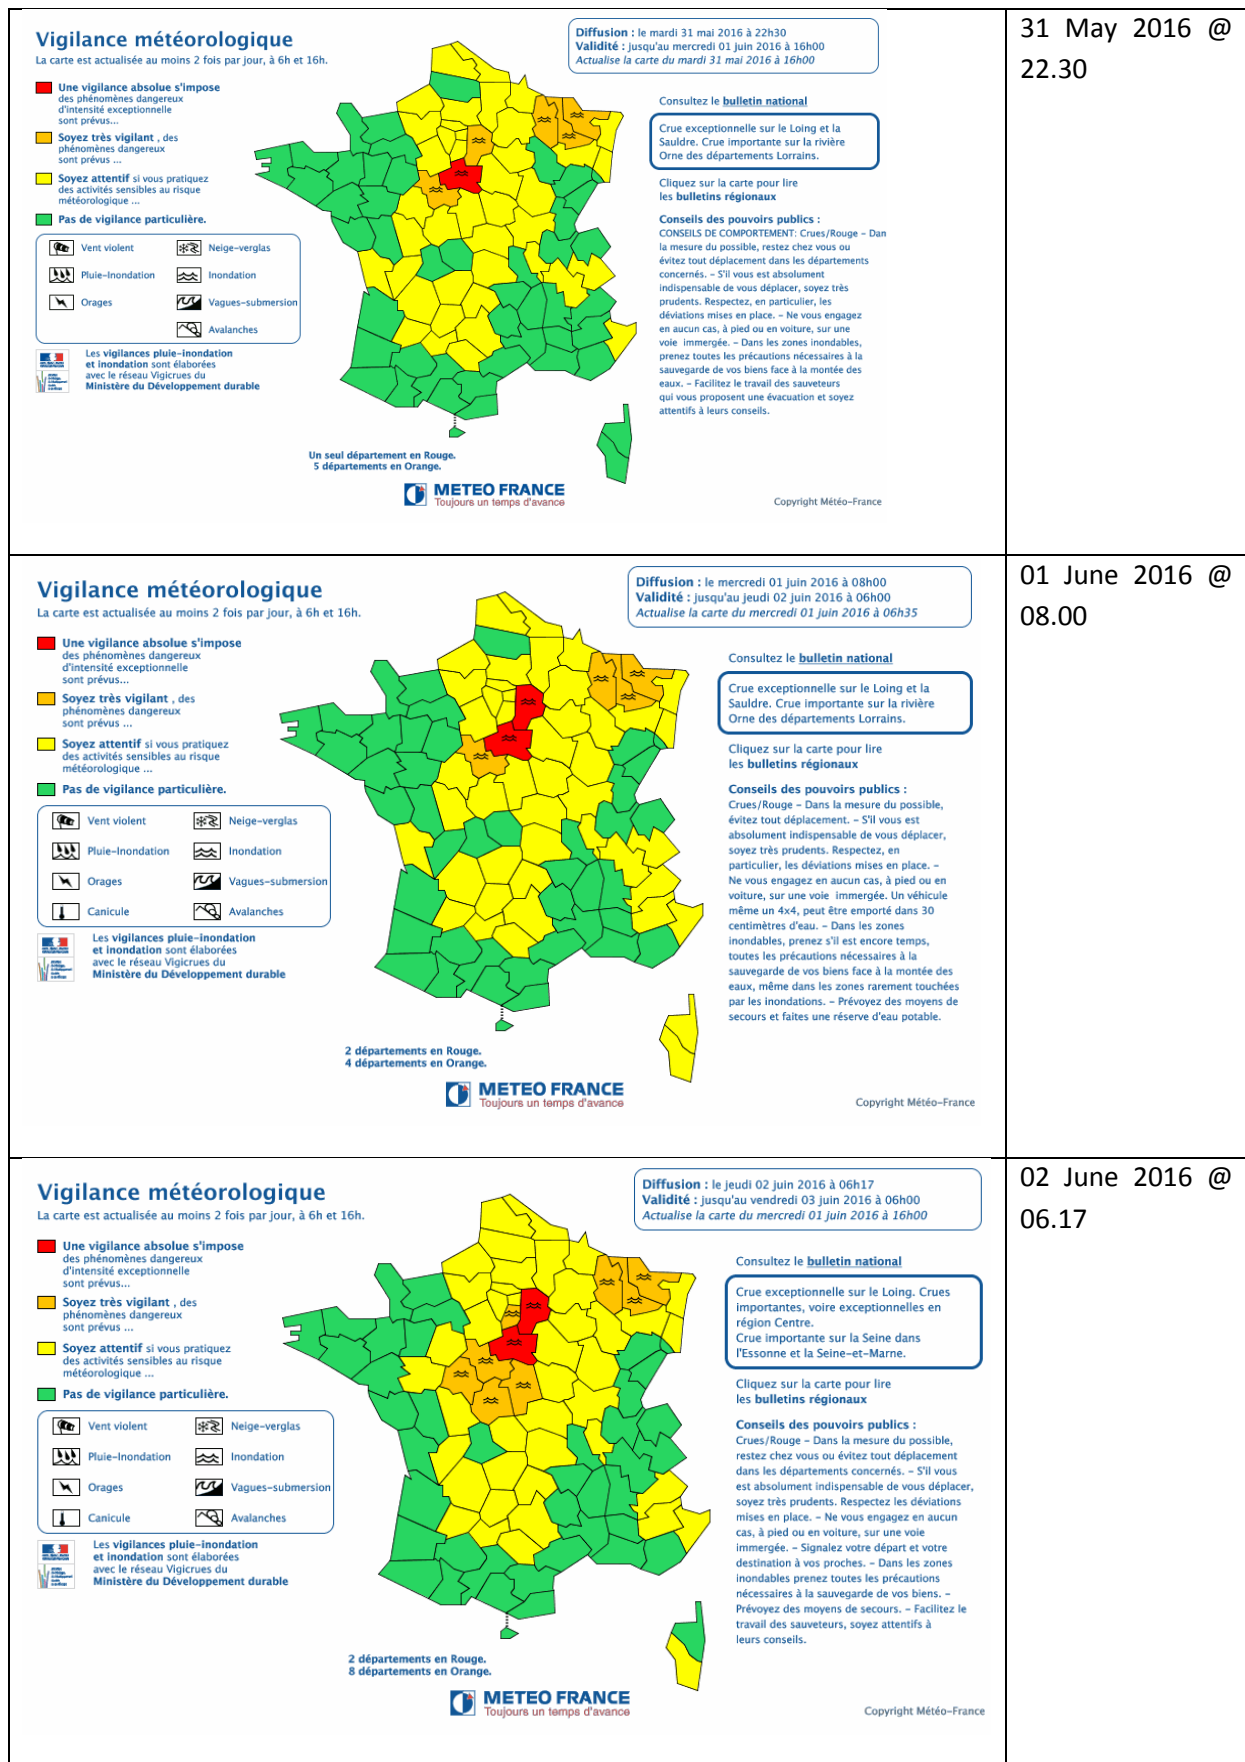 Vigilance météorologique
La carte est actualisée au moins 2 fois par jour, à 6h et 16h.
Diffusion : le mardi 31 mai 2016 à 22h30
Validité : jusqu'au mercredi 01 juin 2016 à 16h00
Actualise la carte du mardi 31 mai 2016 à 16h00
Une vigilance absolue s'impose
des phénomènes dangereux
d'intensité exceptionnelle
sont prévus...
Soyez très vigilant , des
phénomènes dangereux
sont prévus ...
Soyez attentif si vous pratiquez
des activités sensibles au risque
météorologique ...
Pas de vigilance particulière.
Vent violent
Neige-verglas
Pluie-Inondation
Inondation
Orages
Vagues-submersion
Avalanches
Les vigilances pluie-inondation
et inondation sont élaborées
avec le réseau Vigicrues du
Ministère du Développement durable
Consultez le bulletin national
Crue exceptionnelle sur le Loing et la
Sauldre. Crue importante sur la rivière
Orne des départements Lorrains.
Cliquez sur la carte pour lire
les bulletins régionaux
Conseils des pouvoirs publics :
CONSEILS DE COMPORTEMENT: Crues/Rouge – Dan
la mesure du possible, restez chez vous ou
évitez tout déplacement dans les départements
concernés. – S'il vous est absolument
indispensable de vous déplacer, soyez très
prudents. Respectez, en particulier, les
déviations mises en place. – Ne vous engagez
en aucun cas, à pied ou en voiture, sur une
voie immergée. – Dans les zones inondables,
prenez toutes les précautions nécessaires à la
sauvegarde de vos biens face à la montée des
eaux. – Facilitez le travail des sauveteurs
qui vous proposent une évacuation et soyez
attentifs à leurs conseils.
Un seul département en Rouge.
5 départements en Orange.
METEO FRANCE
Toujours un temps d'avance
Copyright Météo-France
31 May 2016 @
22.30
Vigilance météorologique
La carte est actualisée au moins 2 fois par jour, à 6h et 16h.
Diffusion : le mercredi 01 juin 2016 à 08h00
Validité : jusqu'au jeudi 02 juin 2016 à 06h00
Actualise la carte du mercredi 01 juin 2016 à 06h35
Une vigilance absolue s'impose
des phénomènes dangereux
d'intensité exceptionnelle
sont prévus...
Soyez très vigilant , des
phénomènes dangereux
sont prévus ...
Soyez attentif si vous pratiquez
des activités sensibles au risque
météorologique ...
Pas de vigilance particulière.
Vent violent
Neige-verglas
Pluie-Inondation
Inondation
Orages
Vagues-submersion
Canicule
Avalanches
Les vigilances pluie-inondation
et inondation sont élaborées
avec le réseau Vigicrues du
Ministère du Développement durable
Consultez le bulletin national
Crue exceptionnelle sur le Loing et la
Sauldre. Crue importante sur la rivière
Orne des départements Lorrains.
Cliquez sur la carte pour lire
les bulletins régionaux
Conseils des pouvoirs publics :
Crues/Rouge – Dans la mesure du possible,
évitez tout déplacement. – S'il vous est
absolument indispensable de vous déplacer,
soyez très prudents. Respectez, en
particulier, les déviations mises en place. –
Ne vous engagez en aucun cas, à pied ou en
voiture, sur une voie immergée. Un véhicule
même un 4x4, peut être emporté dans 30
centimètres d'eau. – Dans les zones
inondables, prenez s'il est encore temps,
toutes les précautions nécessaires à la
sauvegarde de vos biens face à la montée des
eaux, même dans les zones rarement touchées
par les inondations. – Prévoyez des moyens de
secours et faites une réserve d'eau potable.
2 départements en Rouge.
4 départements en Orange.
METEO FRANCE
Toujours un temps d'avance
Copyright Météo-France
01 June 2016 @
08.00
Vigilance météorologique
La carte est actualisée au moins 2 fois par jour, à 6h et 16h.
Diffusion : le jeudi 02 juin 2016 à 06h17
Validité : jusqu'au vendredi 03 juin 2016 à 06h00
Actualise la carte du mercredi 01 juin 2016 à 16h00
Une vigilance absolue s'impose
des phénomènes dangereux
d'intensité exceptionnelle
sont prévus...
Soyez très vigilant , des
phénomènes dangereux
sont prévus ...
Soyez attentif si vous pratiquez
des activités sensibles au risque
météorologique ...
Pas de vigilance particulière.
Vent violent
Neige-verglas
Pluie-Inondation
Inondation
Orages
Vagues-submersion
Canicule
Avalanches
Les vigilances pluie-inondation
et inondation sont élaborées
avec le réseau Vigicrues du
Ministère du Développement durable
Consultez le bulletin national
Crue exceptionnelle sur le Loing. Crues
importantes, voire exceptionnelles en
région Centre.
Crue importante sur la Seine dans
l'Essonne et la Seine-et-Marne.
Cliquez sur la carte pour lire
les bulletins régionaux
Conseils des pouvoirs publics :
Crues/Rouge – Dans la mesure du possible,
restez chez vous ou évitez tout déplacement
dans les départements concernés. – S'il vous
est absolument indispensable de vous déplacer,
soyez très prudents. Respectez les déviations
mises en place. – Ne vous engagez en aucun
cas, à pied ou en voiture, sur une voie
immergée. – Signalez votre départ et votre
destination à vos proches. – Dans les zones
inondables prenez toutes les précautions
nécessaires à la sauvegarde de vos biens. –
Prévoyez des moyens de secours. – Facilitez le
travail des sauveteurs, soyez attentifs à
leurs conseils.
2 départements en Rouge.
8 départements en Orange.
METEO FRANCE
Toujours un temps d'avance
Copyright Météo-France
02 June 2016 @
06.17